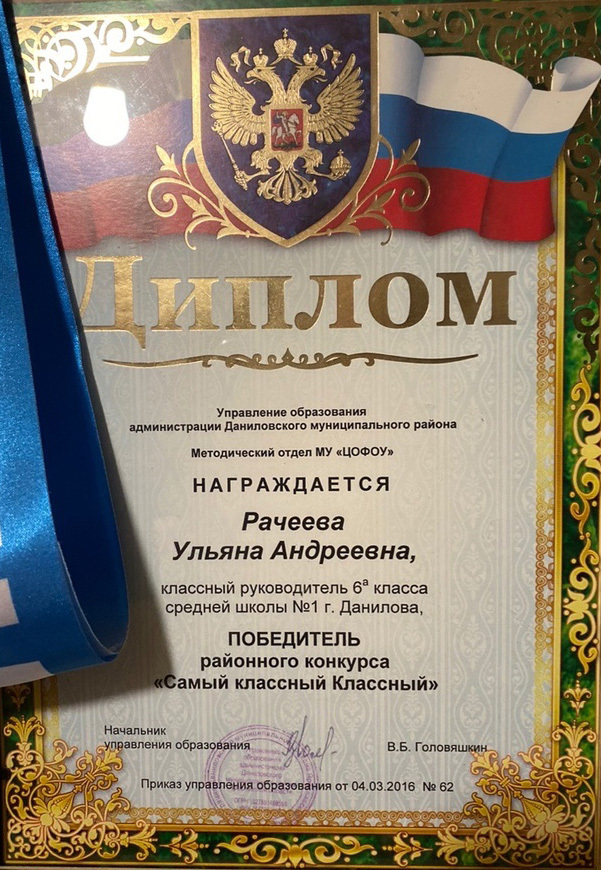 Диплом
Управление образования
администрации Даниловского муниципального района
Методический отдел МУ «ЦОФОУ»
НАГРАЖДАЕТСЯ
Рачеева
Ульяна Андреевна,
классный руководитель 6а класса
средней школы №1 г. Данилова,
ПОБЕДИТЕЛЬ
районного конкурса
«Самый классный Классный»
Начальник
управления образования
В.Б. Головяшкин
Приказ управления образования от 04.03.2016 № 62